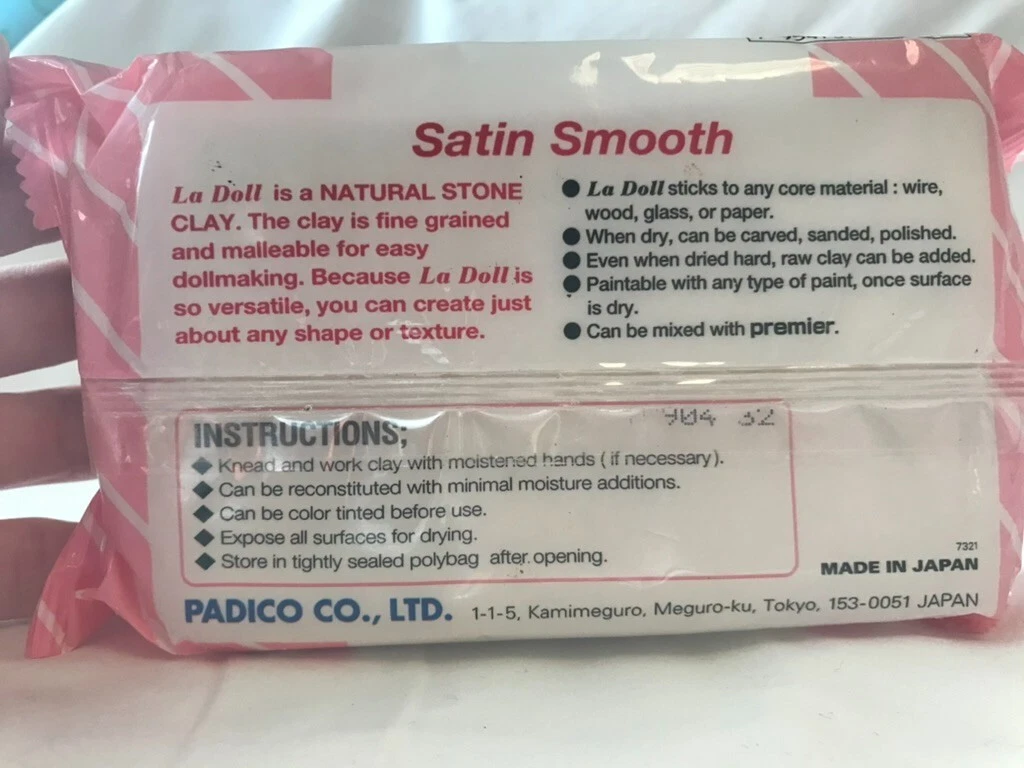 Satin Smooth
La Doll is a NATURAL STONE
CLAY. The clay is fine grained
and malleable for easy
dollmaking. Because La Doll is
so versatile, you can create just
about any shape or texture.
● La Doll sticks to any core material : wire,
wood, glass, or paper.
● When dry, can be carved, sanded, polished.
● Even when dried hard, raw clay can be added.
● Paintable with any type of paint, once surface
is dry.
● Can be mixed with premier.
INSTRUCTIONS;
◆ Knead and work clay with moistened hands ( if necessary ).
◆ Can be reconstituted with minimal moisture additions.
◆ Can be color tinted before use.
◆ Expose all surfaces for drying.
◆ Store in tightly sealed polybag after opening.
7321
MADE IN JAPAN
PADICO CO., LTD. 1-1-5, Kamimeguro, Meguro-ku, Tokyo, 153-0051 JAPAN